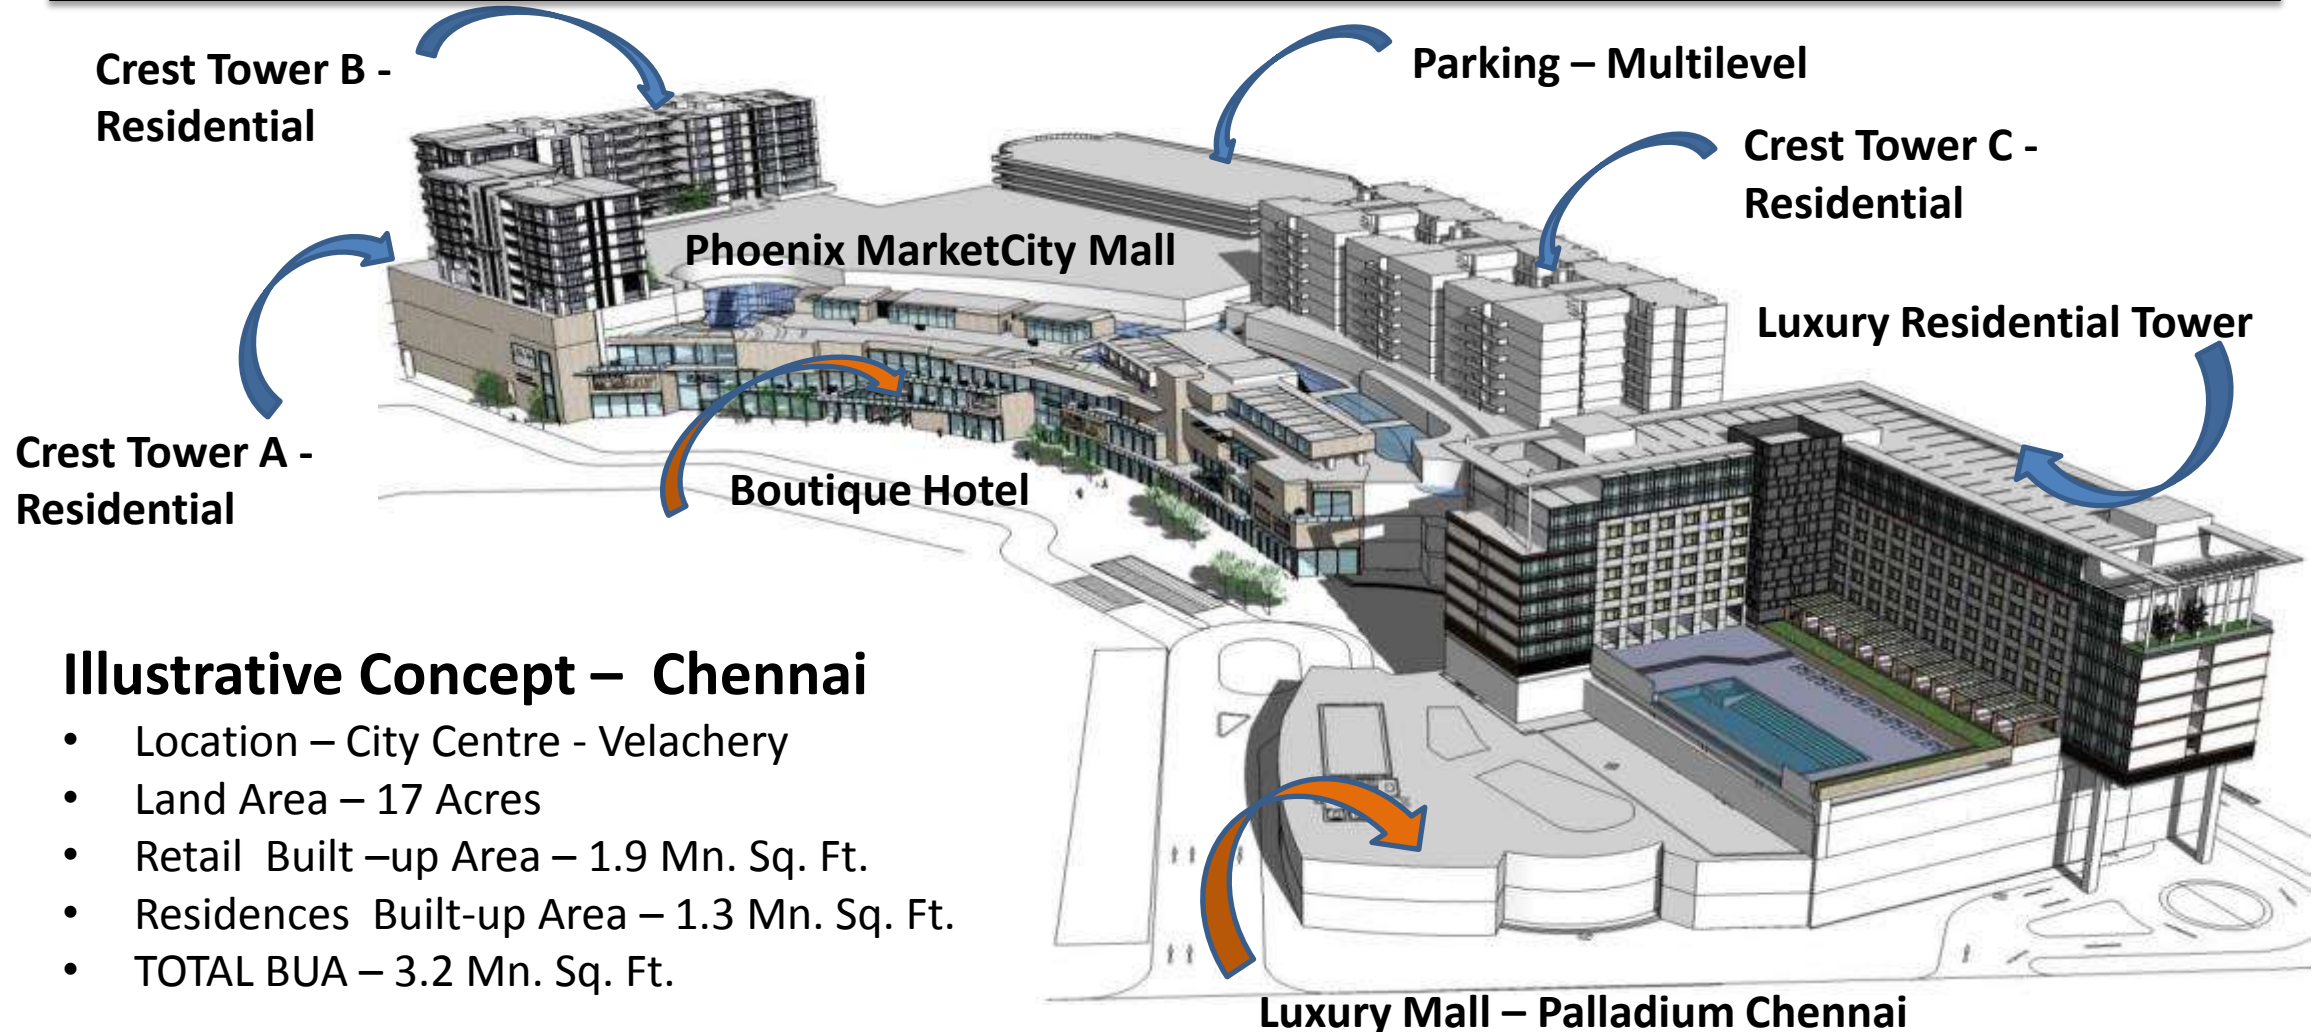 Crest Tower B -
Residential
Parking – Multilevel
Crest Tower C -
Residential
Phoenix MarketCity Mall
Luxury Residential Tower
Crest Tower A -
Residential
Boutique Hotel
Illustrative Concept –  Chennai
• Location – City Centre - Velachery
• Land Area – 17 Acres
• Retail  Built –up Area – 1.9 Mn. Sq. Ft.
• Residences  Built-up Area – 1.3 Mn. Sq. Ft.
• TOTAL BUA – 3.2 Mn. Sq. Ft.
Luxury Mall – Palladium Chennai